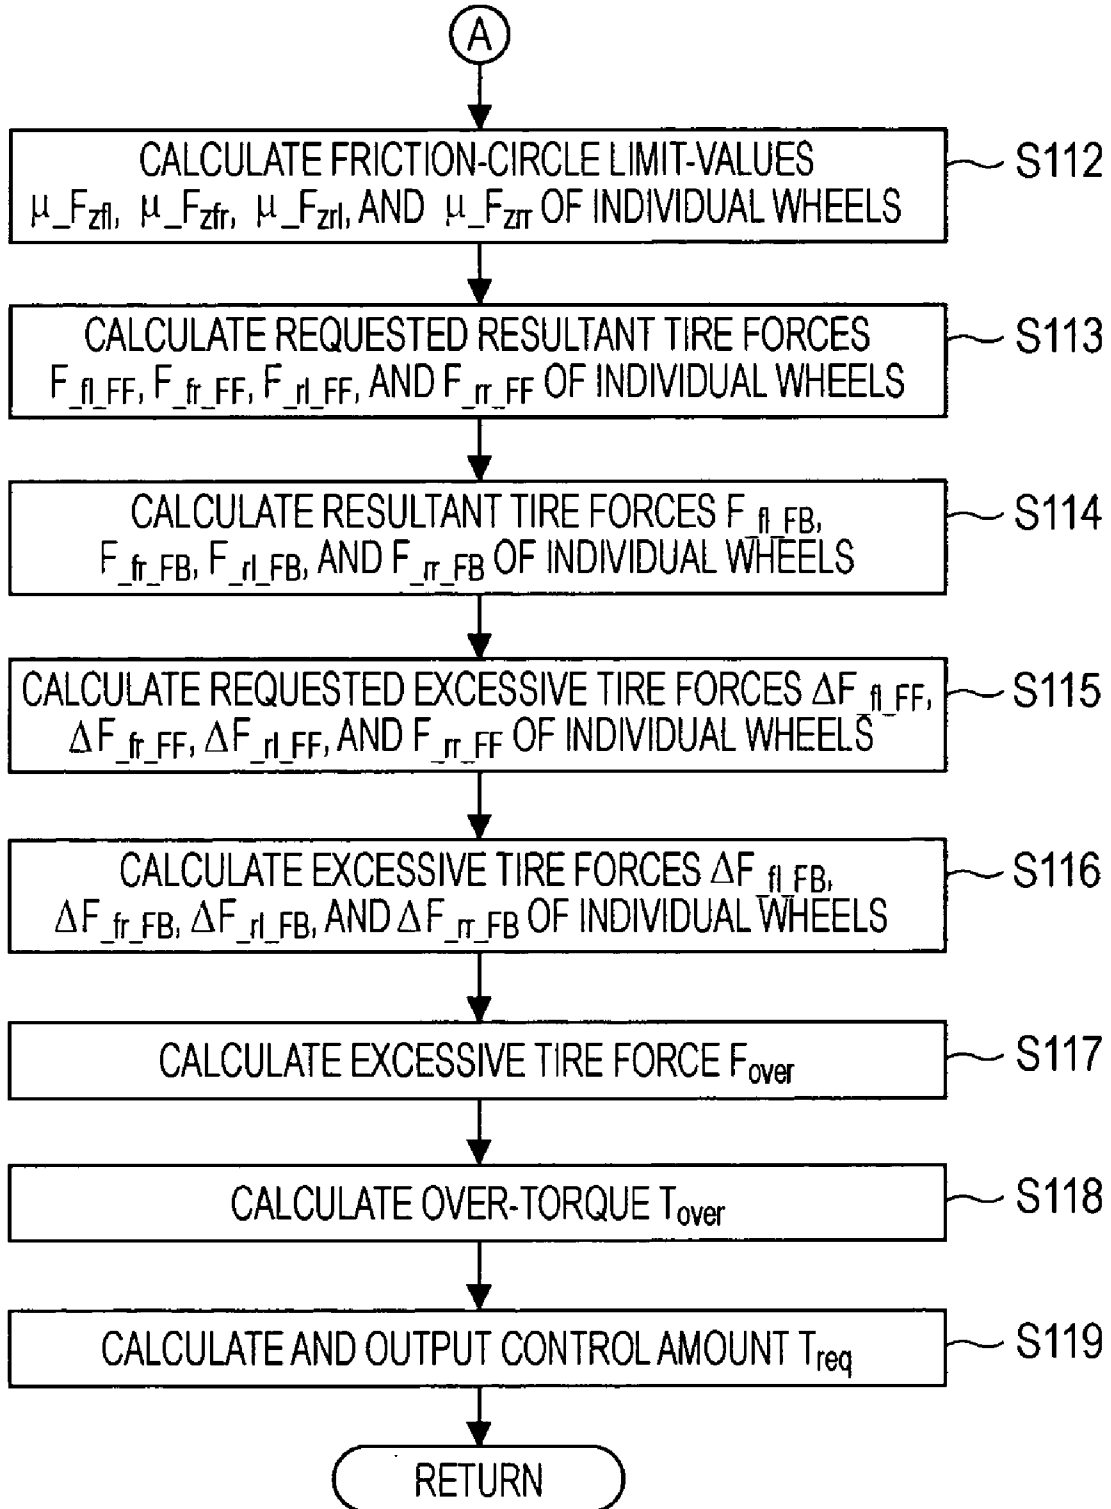 A
CALCULATE FRICTION-CIRCLE LIMIT-VALUES
μ_Fzfl, μ_Fzfr, μ_Fzrl, AND μ_Fzrr OF INDIVIDUAL WHEELS
S112
CALCULATE REQUESTED RESULTANT TIRE FORCES
F_fl_FF, F_fr_FF, F_rl_FF, AND F_rr_FF OF INDIVIDUAL WHEELS
S113
CALCULATE RESULTANT TIRE FORCES F_fl_FB,
F_fr_FB, F_rl_FB, AND F_rr_FB OF INDIVIDUAL WHEELS
S114
CALCULATE REQUESTED EXCESSIVE TIRE FORCES ΔF_fl_FF,
ΔF_fr_FF, ΔF_rl_FF, AND F_rr_FF OF INDIVIDUAL WHEELS
S115
CALCULATE EXCESSIVE TIRE FORCES ΔF_fl_FB,
ΔF_fr_FB, ΔF_rl_FB, AND ΔF_rr_FB OF INDIVIDUAL WHEELS
S116
CALCULATE EXCESSIVE TIRE FORCE Fover
S117
CALCULATE OVER-TORQUE Tover
S118
CALCULATE AND OUTPUT CONTROL AMOUNT Treq
S119
RETURN